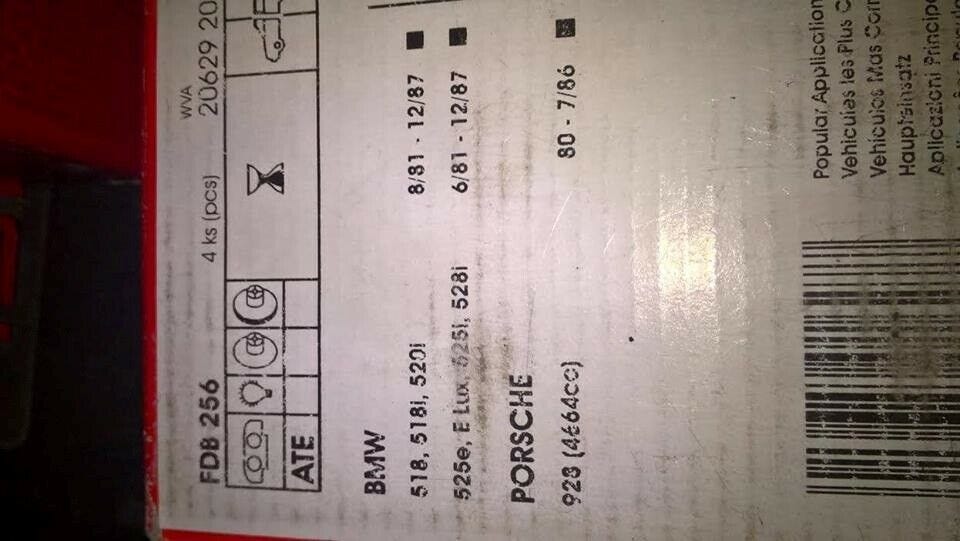 FDB 256 4 ks (pcs) WVA 20629 20
ATE
BMW
518, 518i, 520i 8/81 - 12/87
525e, E Lux, 525i, 528i 6/81 - 12/87
PORSCHE
928 (4664cc) 80 - 7/86
Popular Application
Vehicules les Plus C
Vehiculos Mas Com
Haupteinsatz
Aplicazioni Principa